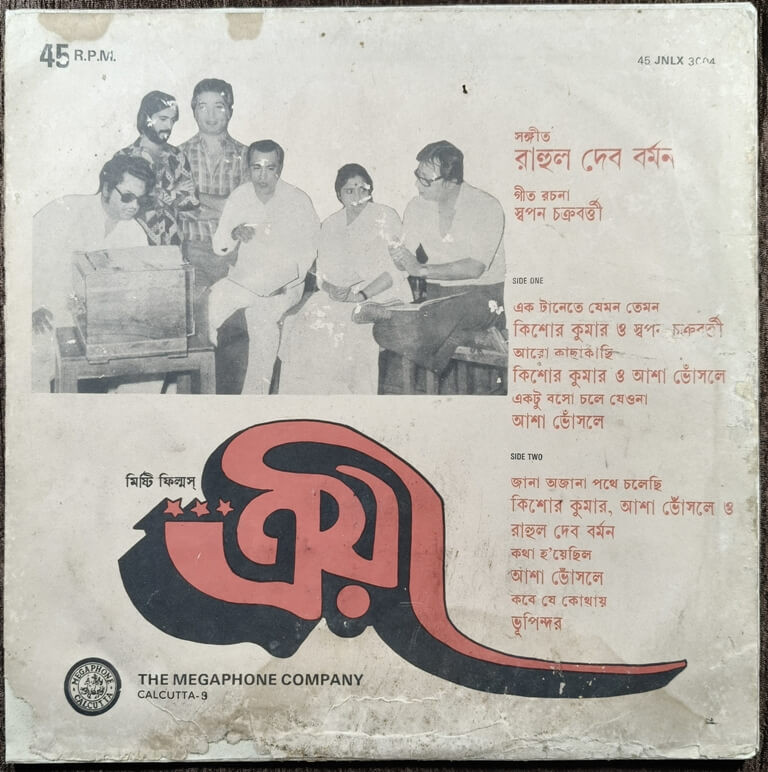 45 R.P.M.
45 JNLX
সঙ্গীত
রাহুল দেব বর্মন
গীত রচনা
স্বপন চক্রবর্ত্তী
SIDE ONE
এক টানেতে যেমন তেমন
কিশোর কুমার ও স্বপন চক্রবর্ত্তী
আরো কাছাকাছি
কিশোর কুমার ও আশা ভোঁসলে
একটু বসো চলে যেওনা
আশা ভোঁসলে
SIDE TWO
জানা অজানা পথে চলেছি
কিশোর কুমার, আশা ভোঁসলে ও
রাহুল দেব বর্মন
কথা হ'য়েছিল
আশা ভোঁসলে
কবে যে কোথায়
ভূপিন্দর
মিষ্টি ফিল্মস্
ত্রয়ী
MEGAPHONE
CALCUTTA
THE MEGAPHONE COMPANY
CALCUTTA-9